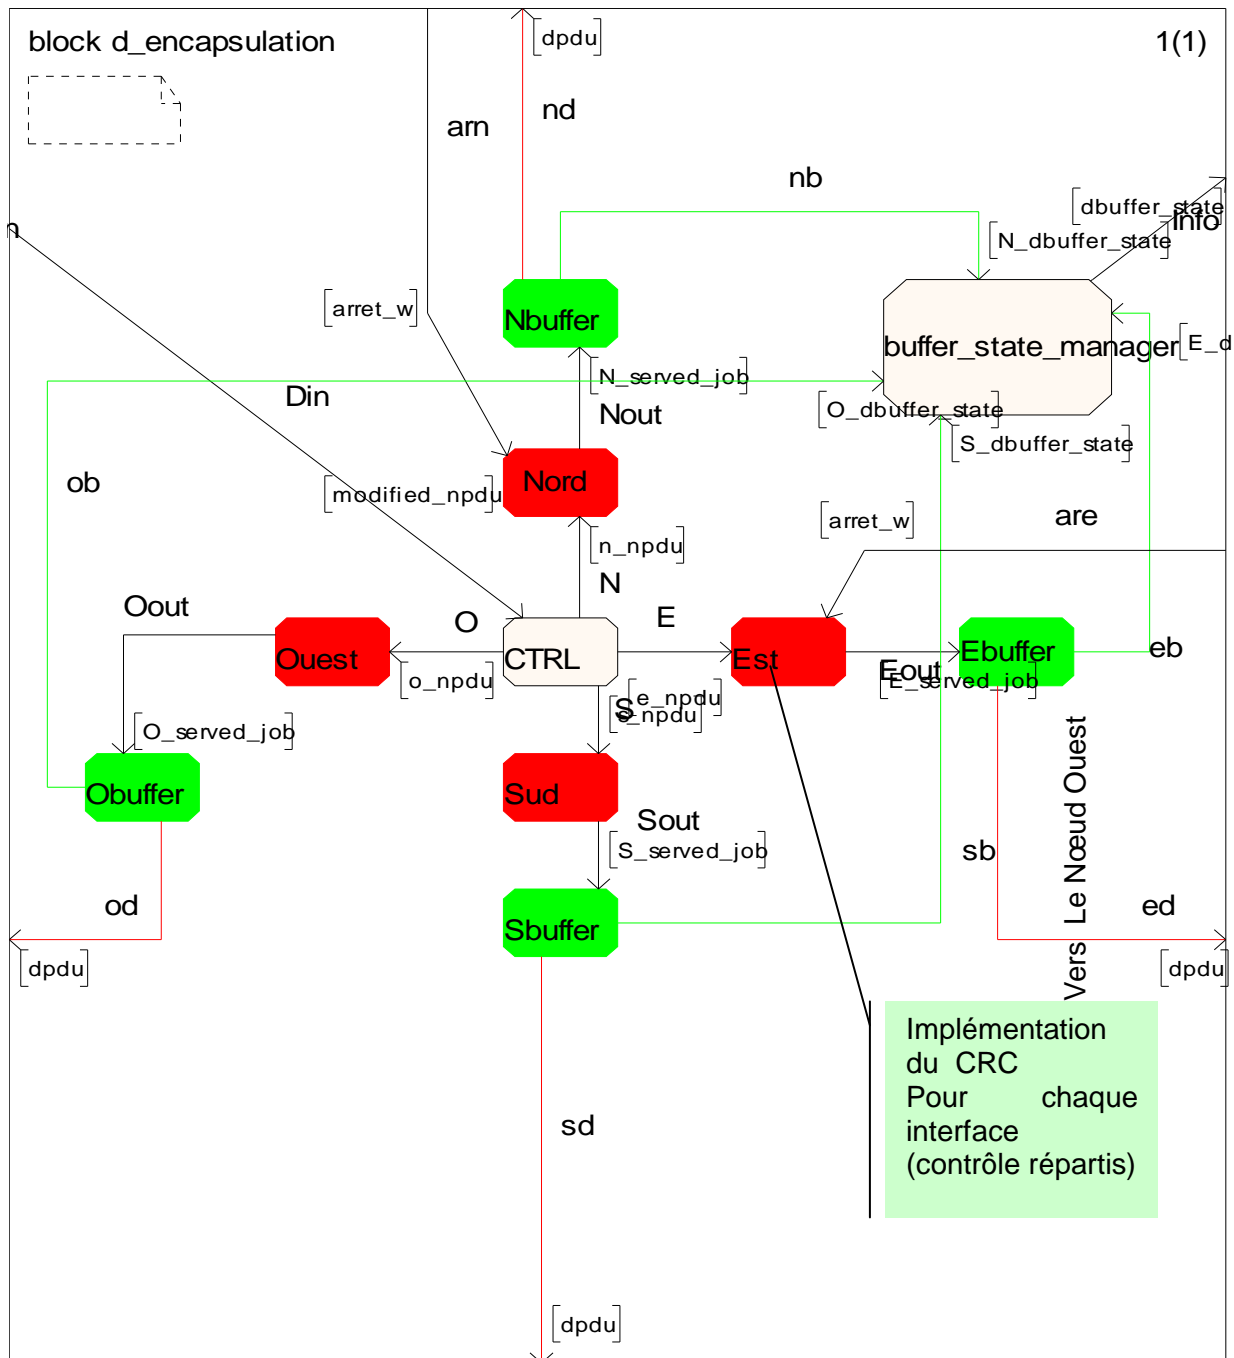 block d_encapsulation
1(1)
[dpdu]
nd
arn
nb
[dbuffer_state
Info
n
[N_dbuffer_state]
[arret_w]
Nbuffer
buffer_state_manager
[E_d
[N_served_job]
Din
Nout
[O_dbuffer_state]
[S_dbuffer_state]
ob
Nord
[modified_npdu]
[arret_w]
are
[n_npdu]
N
Oout
O
E
Ouest
CTRL
Est
Ebuffer
eb
Eout
[o_npdu]
[E_served_job]
[e_npdu]
S
[s_npdu]
[O_served_job]
Obuffer
Sud
Sout
[S_served_job]
sb
Vers Le Nœud Ouest
od
Sbuffer
ed
[dpdu]
[dpdu]
Implémentation
du CRC
Pour chaque
interface
(contrôle répartis)
sd
[dpdu]